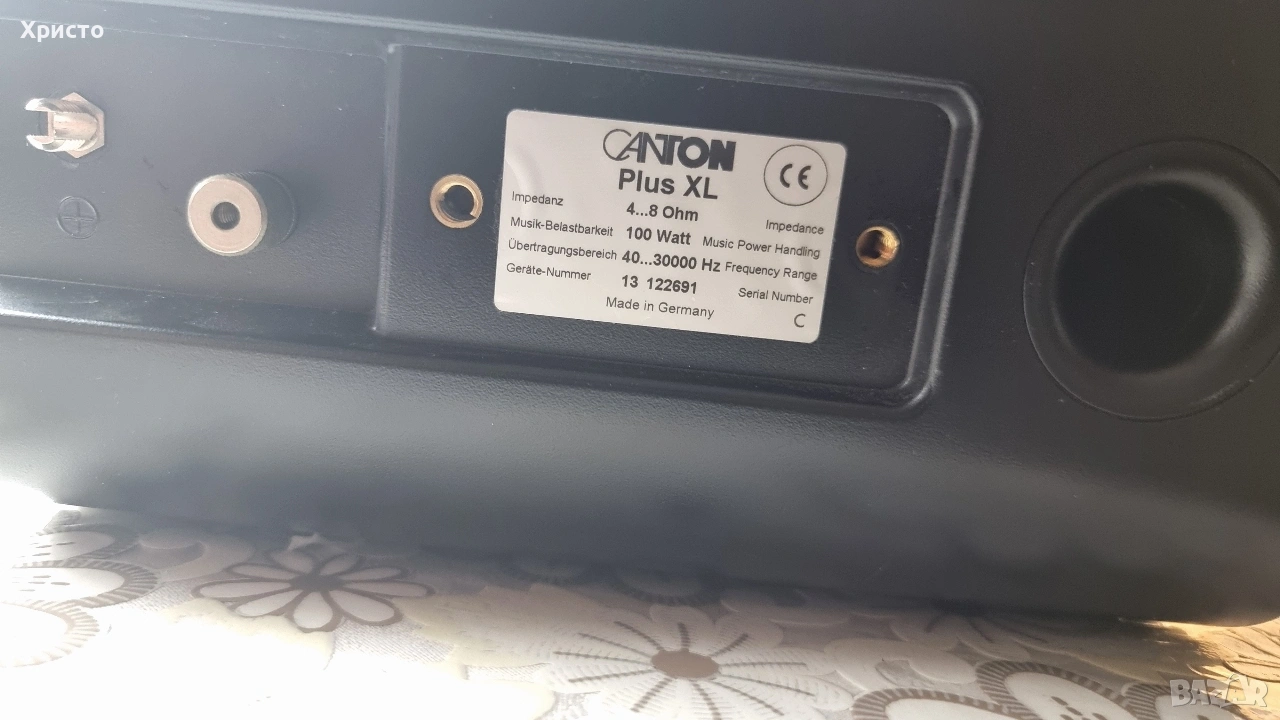 Христо
CANTON
CE
Plus XL
Impedanz 4...8 Ohm Impedance
Musik-Belastbarkeit 100 Watt Music Power Handling
Übertragungsbereich 40...30000 Hz Frequency Range
Geräte-Nummer 13 122691 Serial Number
Made in Germany
C
BAZAR